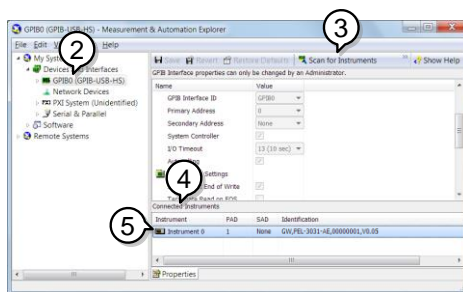 GPIB0 (GPIB-USB-HS) - Measurement & Automation Explorer
File Edit Help
3
2
Save Revert Restore Defaults Scan for Instruments Show Help
My Sy
Devices and Interfaces
GPIB0 (GPIB-USB-HS)
Network Devices
PXI System (Unidentified)
Serial & Parallel
Software
Remote Systems
GPIB Interface properties can only be changed by an Administrator.
Name Value
GPIB Interface ID GPIB0
Primary Address 0
Secondary Address None
System Controller
I/O Timeout 13 (10 sec)
Settings
4
End of Write
Connected Instruments
Instrument PAD SAD Identification
5
Instrument 0 1 None GW,PEL-3031-AE,00000001,V0.05
Properties